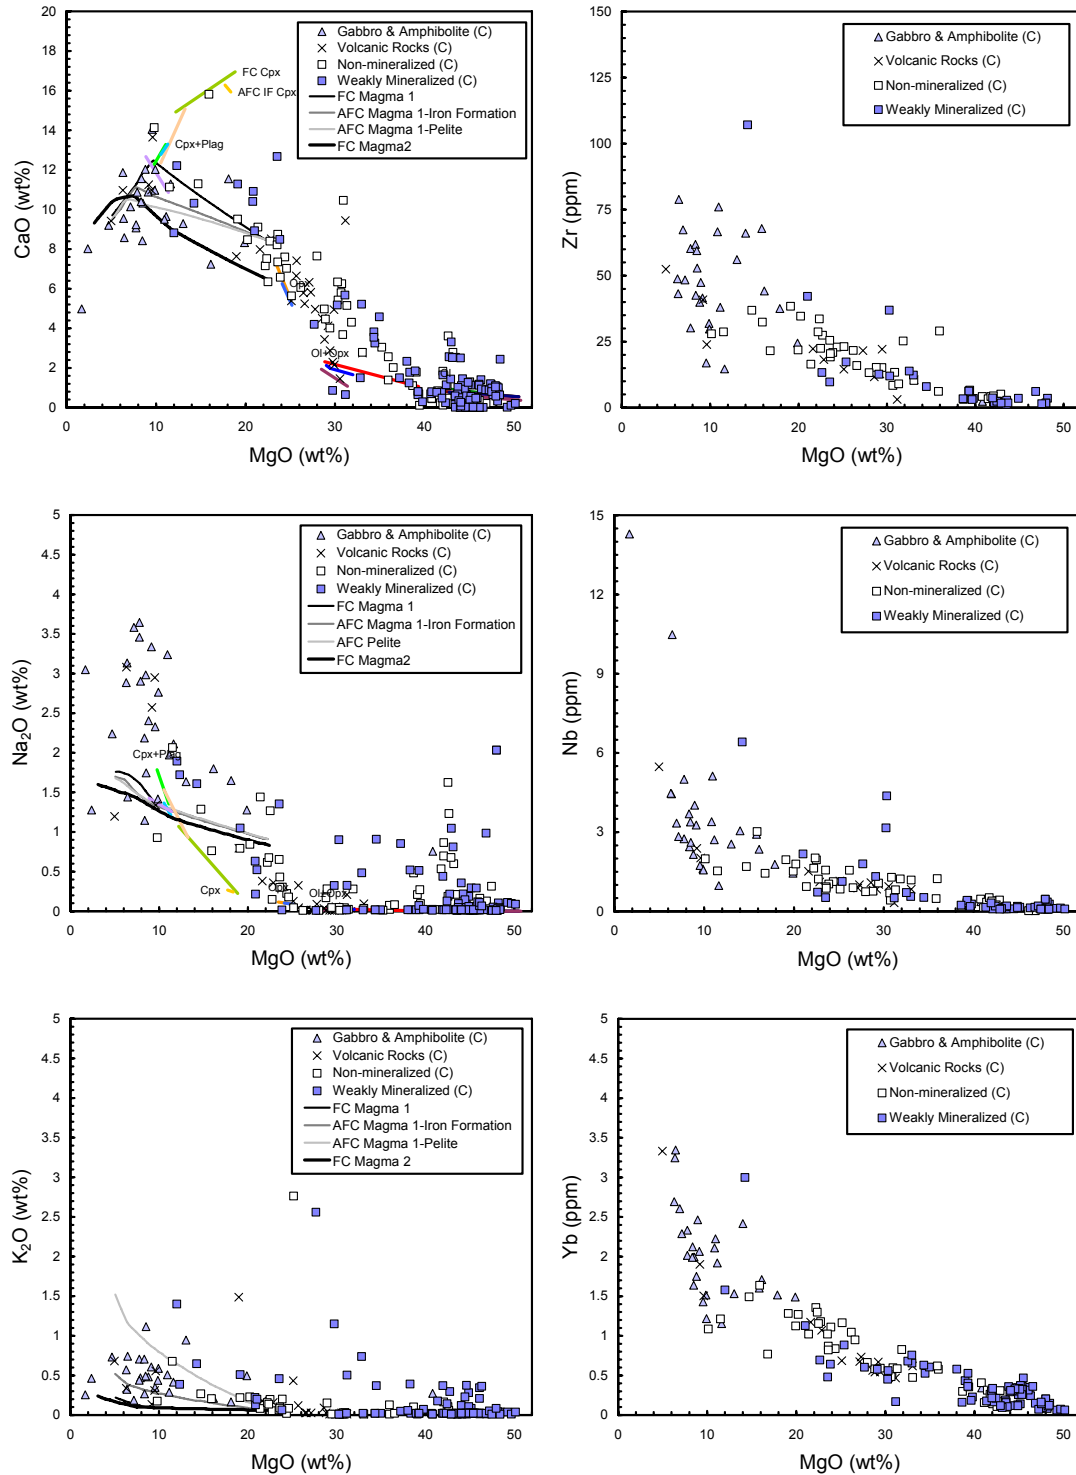 20
18
16
14
12
10
8
6
4
2
0
CaO (wt%)
0
10
20
30
40
50
MgO (wt%)
Gabbro & Amphibolite (C)
Volcanic Rocks (C)
Non-mineralized (C)
Weakly Mineralized (C)
FC Magma 1
AFC Magma 1-Iron Formation
AFC Magma 1-Pelite
FC Magma2
FC Cpx
AFC IF Cpx
Cpx+Plag
Ol+Opx
150
125
100
75
50
25
0
Zr (ppm)
0
10
20
30
40
50
MgO (wt%)
Gabbro & Amphibolite (C)
Volcanic Rocks (C)
Non-mineralized (C)
Weakly Mineralized (C)
5
4.5
4
3.5
3
2.5
2
1.5
1
0.5
0
Na2O (wt%)
0
10
20
30
40
50
MgO (wt%)
Gabbro & Amphibolite (C)
Volcanic Rocks (C)
Non-mineralized (C)
Weakly Mineralized (C)
FC Magma 1
AFC Magma 1-Iron Formation
AFC Pelite
FC Magma2
Cpx+Plag
Cpx
Ol+Opx
15
12
9
6
3
0
Nb (ppm)
0
10
20
30
40
50
MgO (wt%)
Gabbro & Amphibolite (C)
Volcanic Rocks (C)
Non-mineralized (C)
Weakly Mineralized (C)
5
4.5
4
3.5
3
2.5
2
1.5
1
0.5
0
K2O (wt%)
0
10
20
30
40
50
MgO (wt%)
Gabbro & Amphibolite (C)
Volcanic Rocks (C)
Non-mineralized (C)
Weakly Mineralized (C)
FC Magma 1
AFC Magma 1-Iron Formation
AFC Magma 1-Pelite
FC Magma 2
5
4.5
4
3.5
3
2.5
2
1.5
1
0.5
0
Yb (ppm)
0
10
20
30
40
50
MgO (wt%)
Gabbro & Amphibolite (C)
Volcanic Rocks (C)
Non-mineralized (C)
Weakly Mineralized (C)